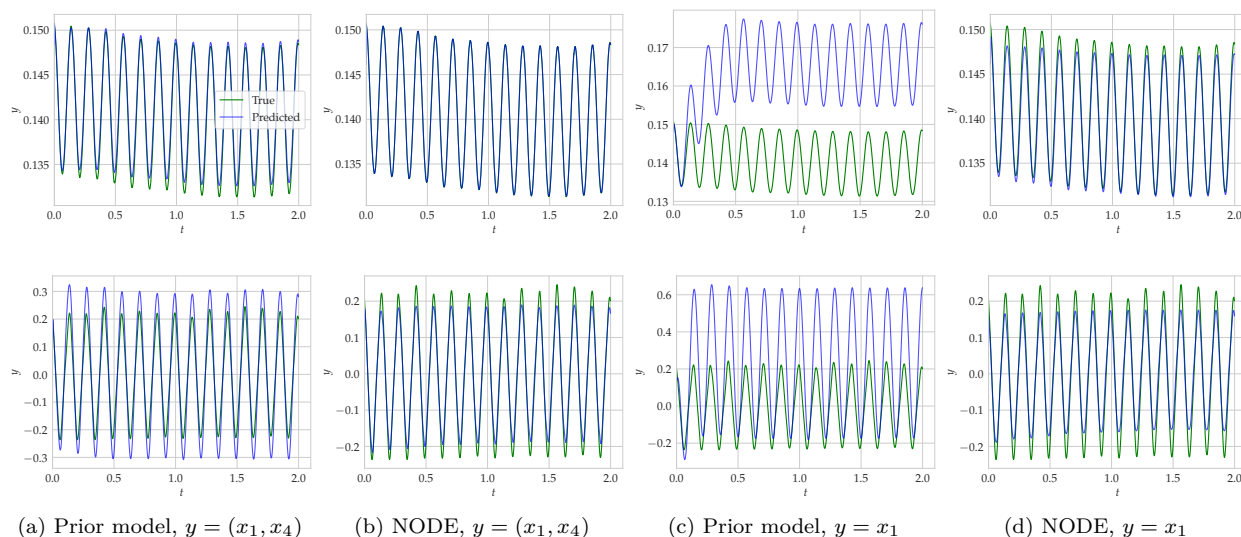 0.150
0.145
0.140
0.135
y
0.0 0.5 1.0 1.5 2.0
t
True
Predicted
0.150
0.145
0.140
0.135
y
0.0 0.5 1.0 1.5 2.0
t
0.17
0.16
0.15
0.14
0.13
y
0.0 0.5 1.0 1.5 2.0
t
0.150
0.145
0.140
0.135
y
0.0 0.5 1.0 1.5 2.0
t
0.3
0.2
0.1
0.0
−0.1
−0.2
−0.3
y
0.0 0.5 1.0 1.5 2.0
t
0.2
0.1
0.0
−0.1
−0.2
y
0.0 0.5 1.0 1.5 2.0
t
0.6
0.4
0.2
0.0
−0.2
y
0.0 0.5 1.0 1.5 2.0
t
0.2
0.1
0.0
−0.1
−0.2
y
0.0 0.5 1.0 1.5 2.0
t
(a) Prior model, y = (x₁, x₄)
(b) NODE, y = (x₁, x₄)
(c) Prior model, y = x₁
(d) NODE, y = x₁